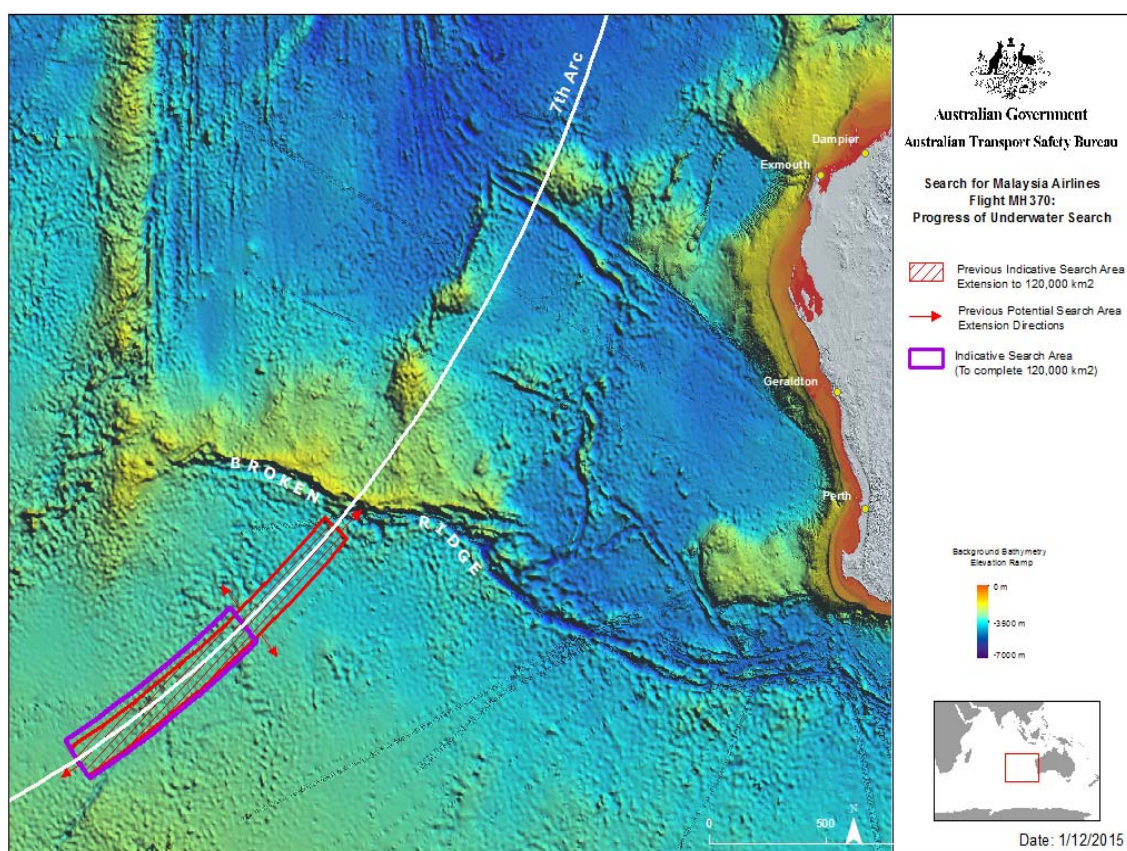 7th Arc
Dampier
Exmouth
Geraldton
Perth
BROKEN
RIDGE
N
0 500
Australian Government
Australian Transport Safety Bureau
Search for Malaysia Airlines
Flight MH370:
Progress of Underwater Search
Previous Indicative Search Area
Extension to 120,000 km2
Previous Potential Search Area
Extension Directions
Indicative Search Area
(To complete 120,000 km2)
Background Bathymetry
Elevation Ramp
0 m
-3500 m
-7000 m
Date: 1/12/2015